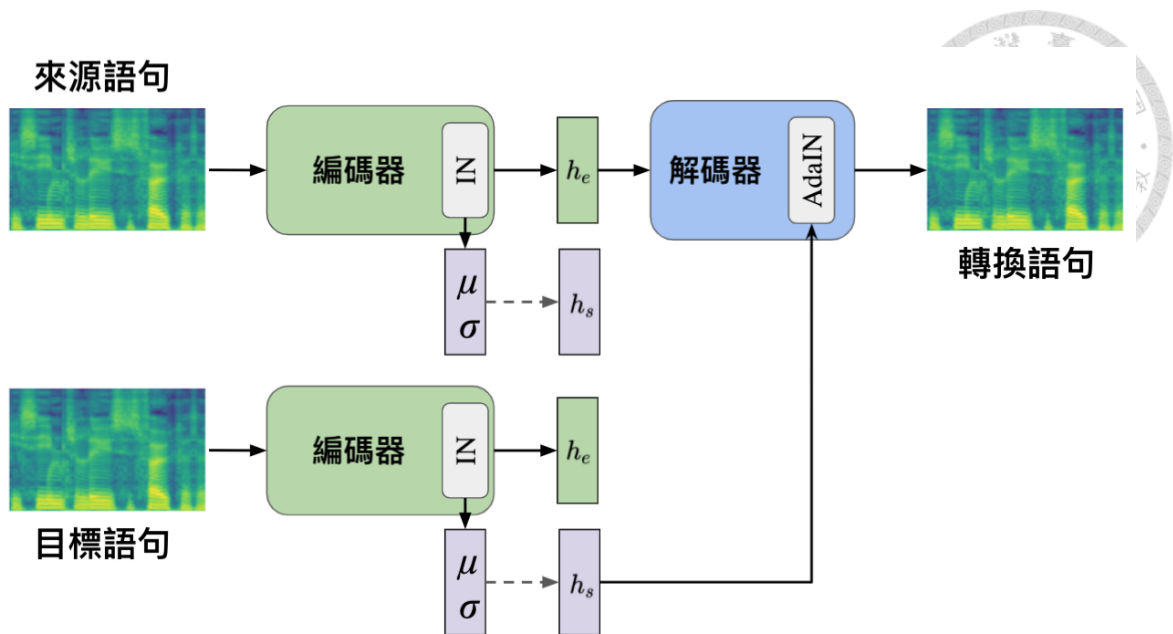 來源語句
編碼器
IN
h_e
解碼器
AdaIN
轉換語句
μ
σ
h_s
目標語句
編碼器
IN
h_e
μ
σ
h_s